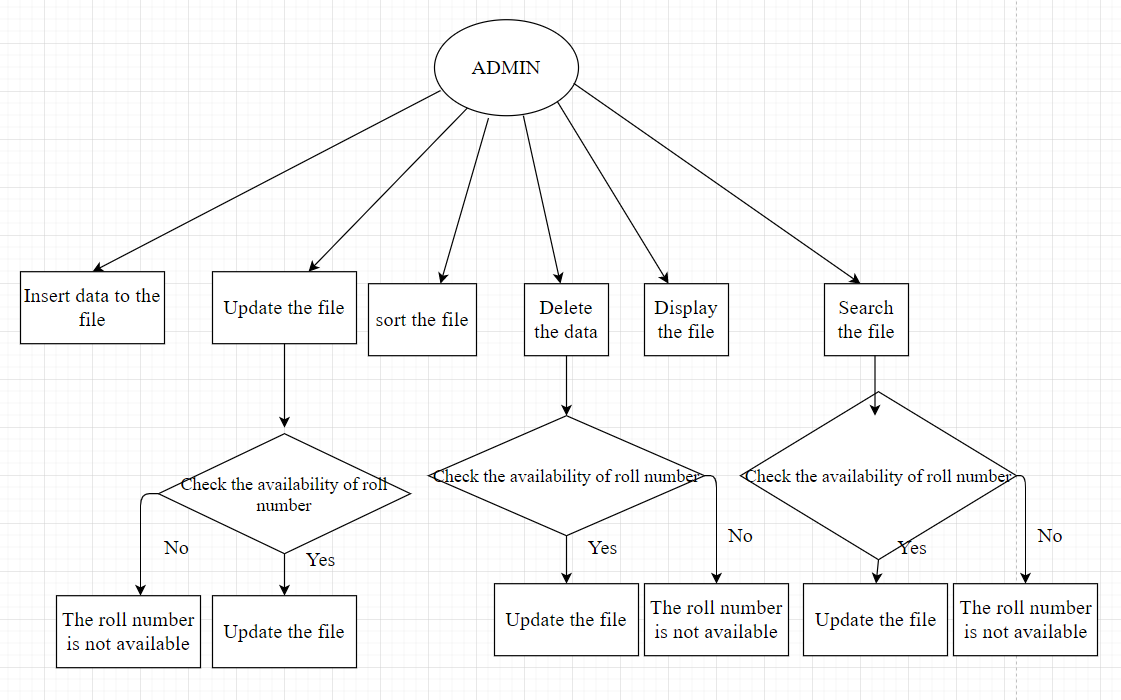 ADMIN
Insert data to the
file
Update the file
sort the file
Delete
the data
Display
the file
Search
the file
Check the availability of roll
number
Check the availability of roll number
Check the availability of roll number
No
Yes
Yes
No
Yes
No
The roll number
is not available
Update the file
Update the file
The roll number
is not available
Update the file
The roll number
is not available